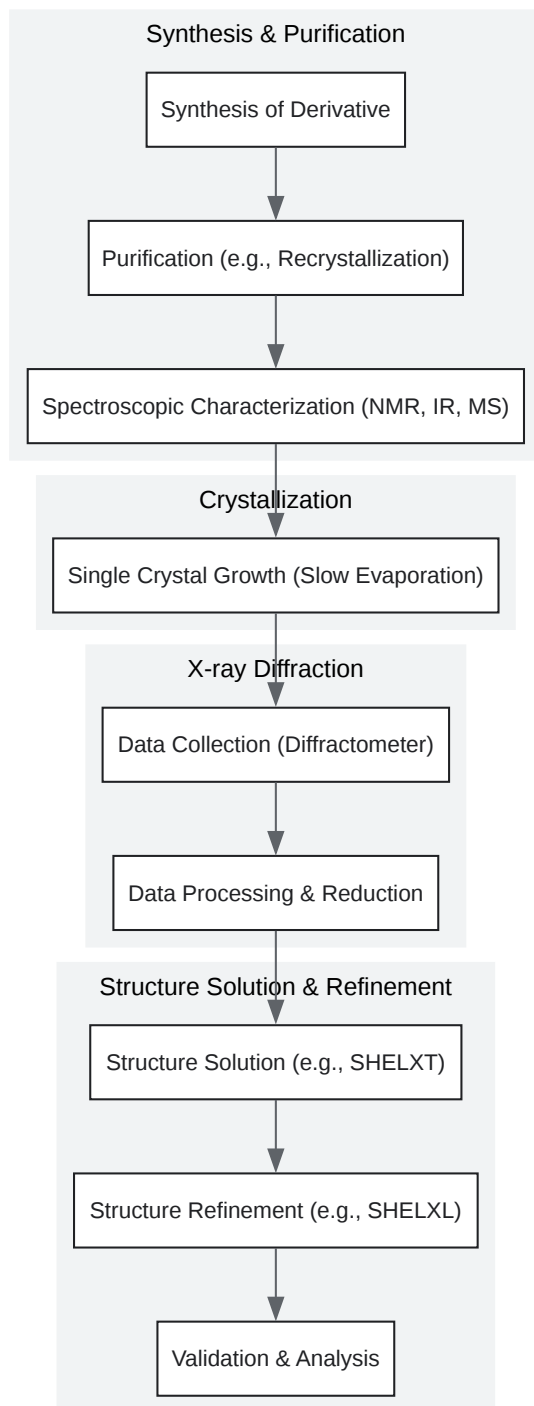 Synthesis & Purification
Synthesis of Derivative
Purification (e.g., Recrystallization)
Spectroscopic Characterization (NMR, IR, MS)
Crystallization
Single Crystal Growth (Slow Evaporation)
X-ray Diffraction
Data Collection (Diffractometer)
Data Processing & Reduction
Structure Solution & Refinement
Structure Solution (e.g., SHELXT)
Structure Refinement (e.g., SHELXL)
Validation & Analysis